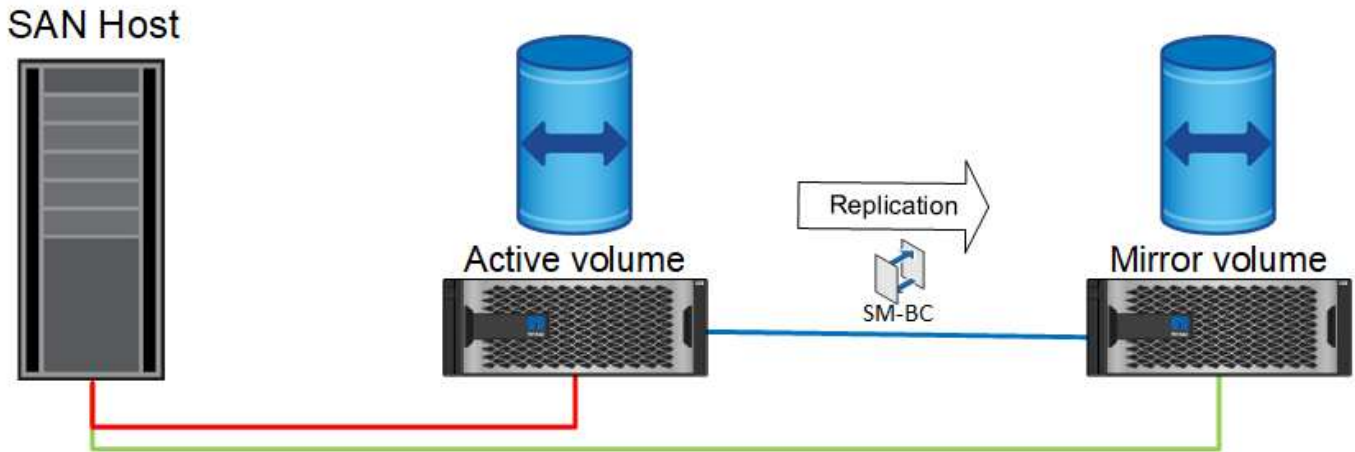 SAN Host
Replication
Active volume
Mirror volume
SM-BC